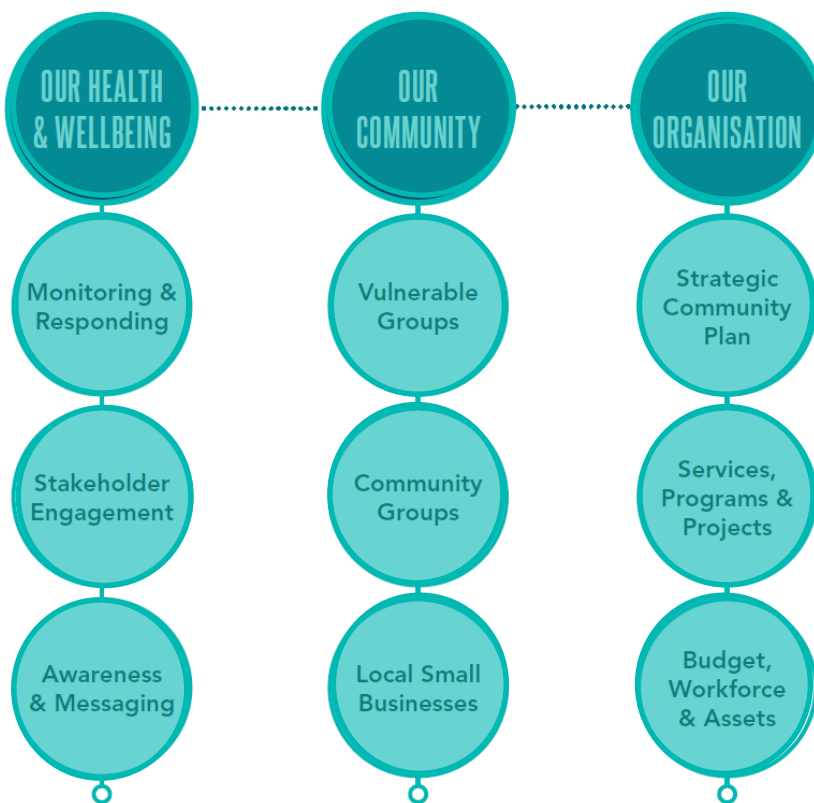 OUR HEALTH
& WELLBEING
Monitoring &
Responding
Stakeholder
Engagement
Awareness
& Messaging
OUR
COMMUNITY
Vulnerable
Groups
Community
Groups
Local Small
Businesses
OUR
ORGANISATION
Strategic
Community
Plan
Services,
Programs &
Projects
Budget,
Workforce
& Assets